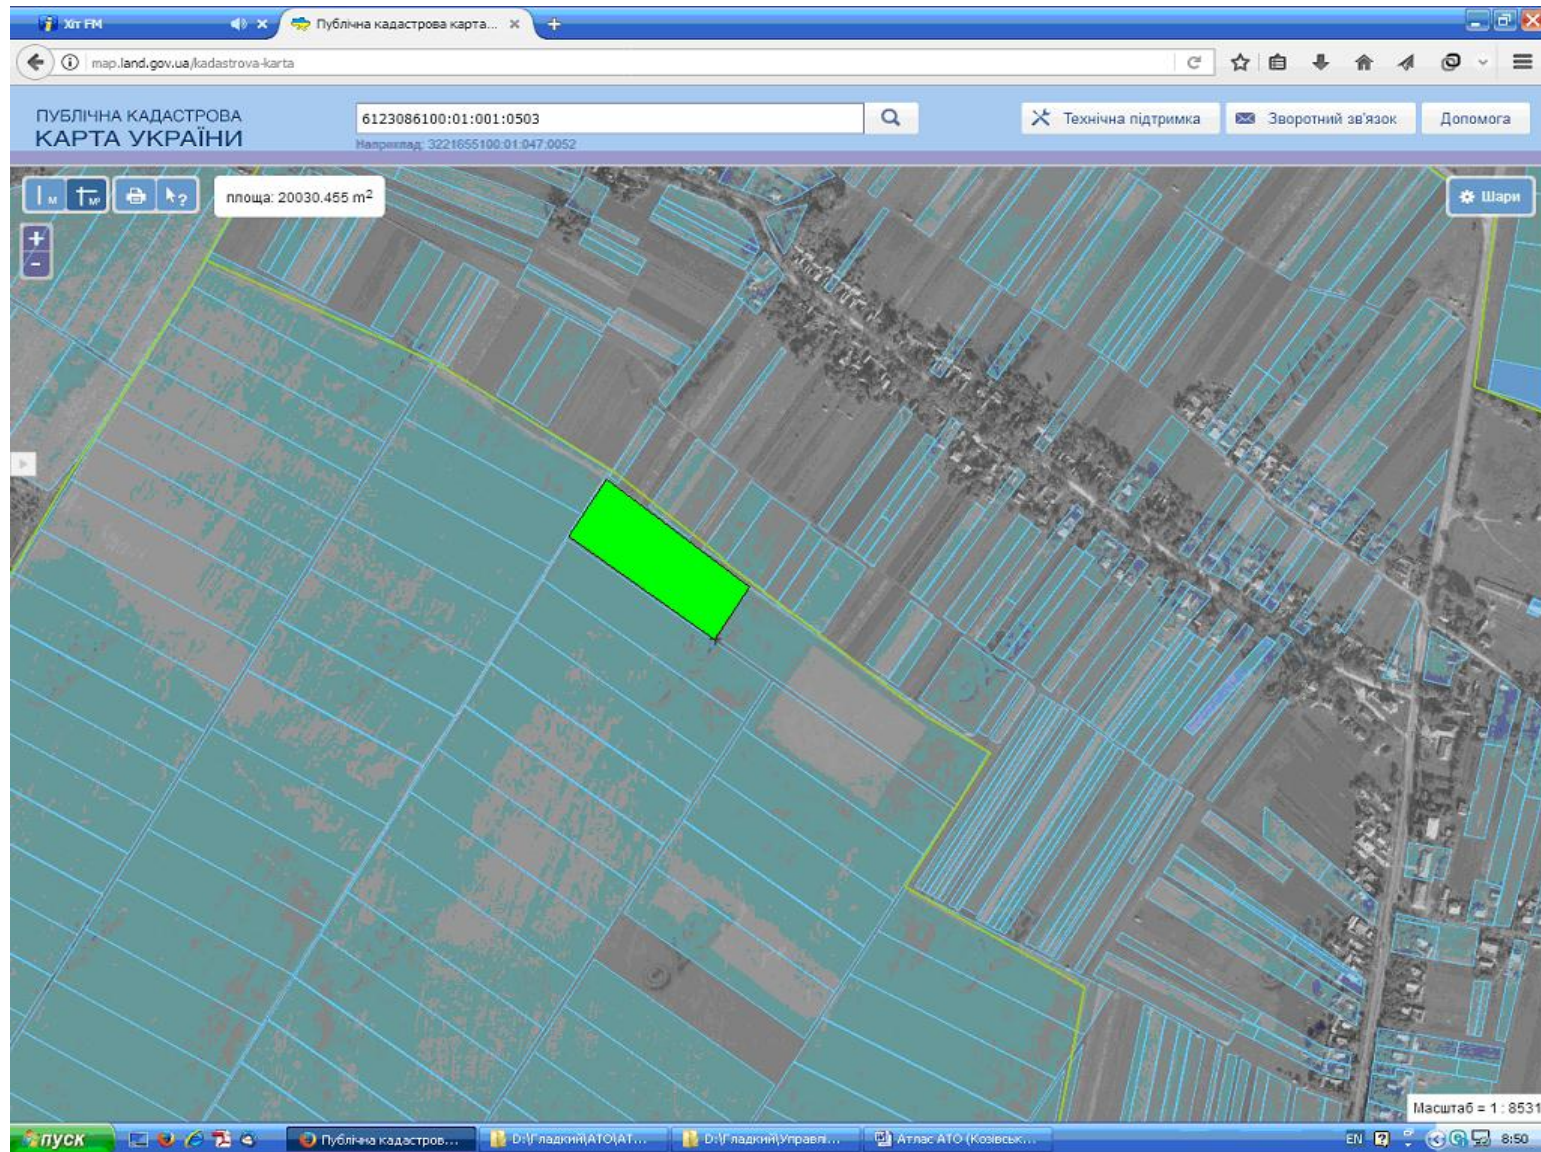 Хіт FM
Публічна кадастрова карта...
map.land.gov.ua/kadastrova-karta
ПУБЛІЧНА КАДАСТРОВА
КАРТА УКРАЇНИ
6123086100:01:001:0503
Наприклад: 3221655100:01:047:0052
Технічна підтримка
Зворотний зв'язок
Допомога
м
м²
площа: 20030.455 m²
Шари
+
-
Масштаб = 1 : 8531
пуск
Публічна кадастров...
D:\Гладкий\АТО\АТ...
D:\Гладкий\Управлі...
Атлас АТО (Козівськ...
EN
8:50